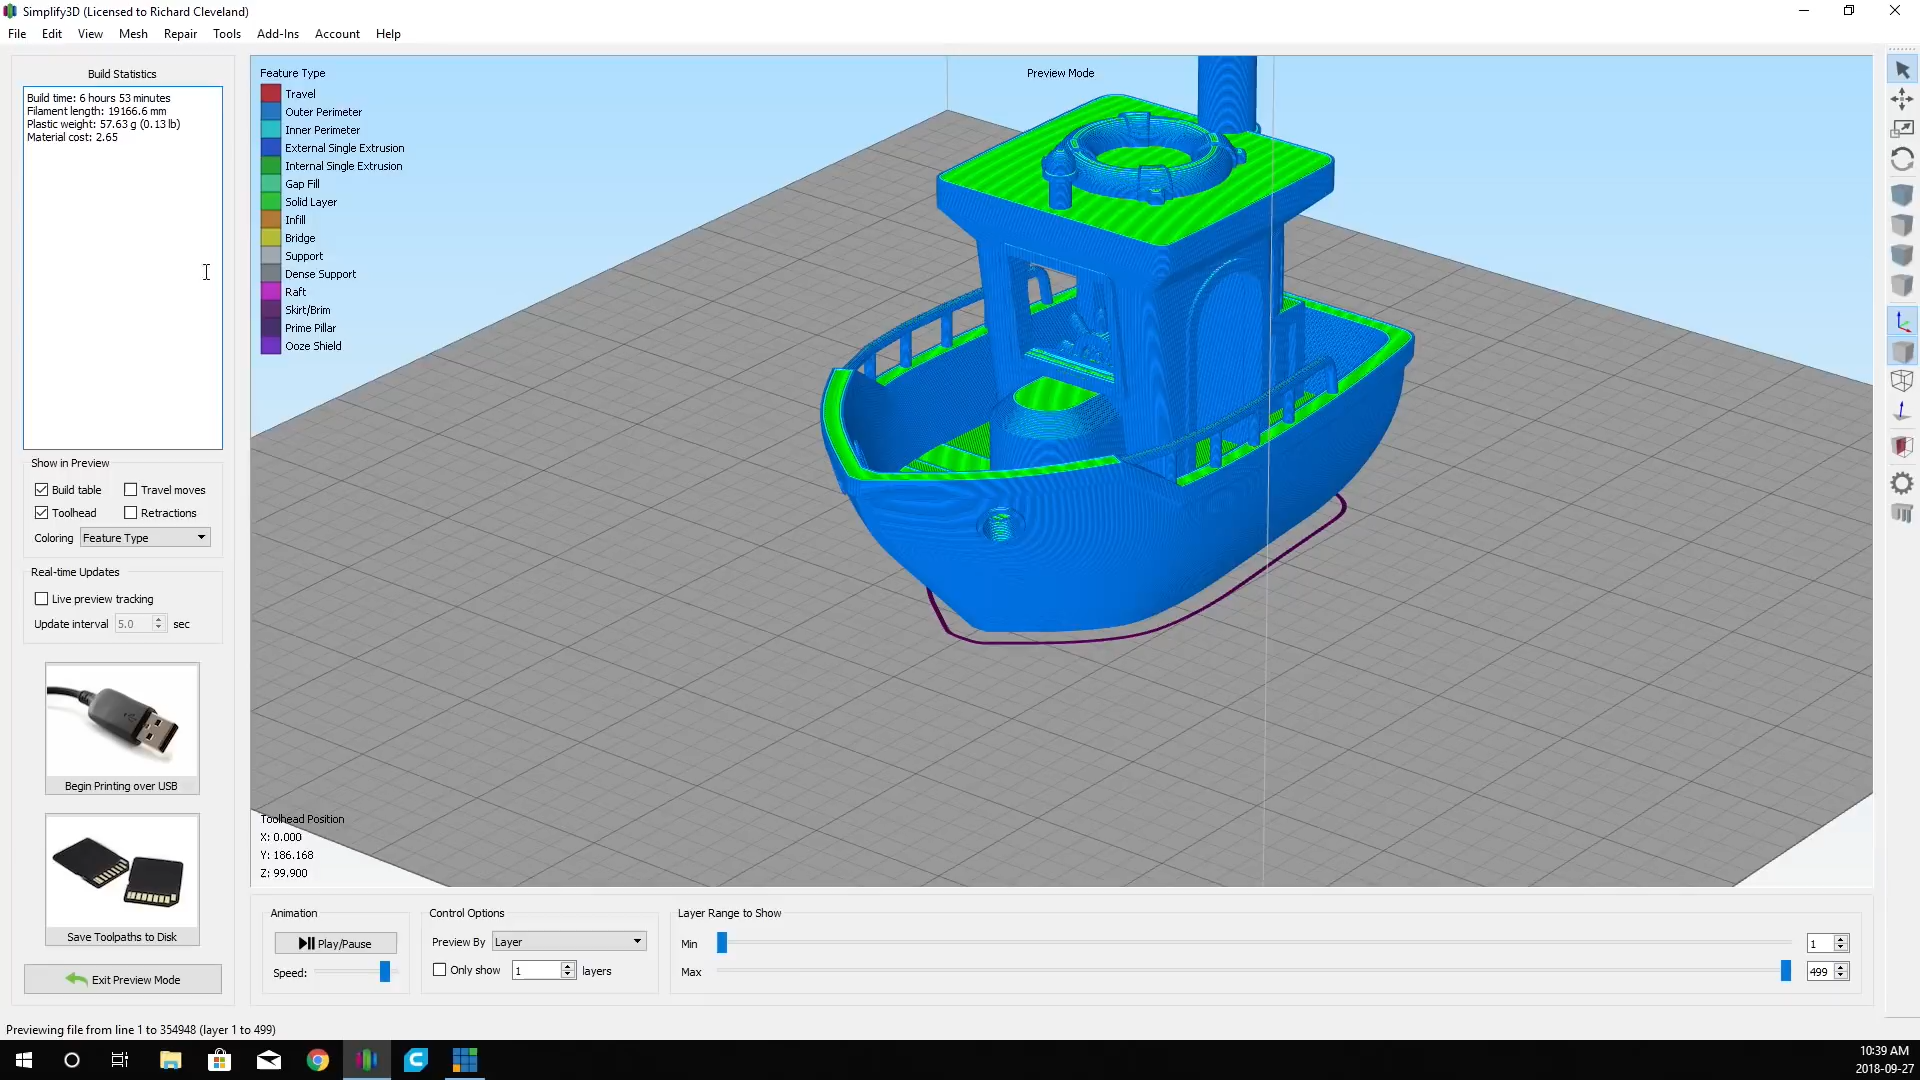 Simplify3D (Licensed to Richard Cleveland)
File Edit View Mesh Repair Tools Add-Ins Account Help
Build Statistics
Build time: 6 hours 53 minutes
Filament length: 19166.6 mm
Plastic weight: 57.63 g (0.13 lb)
Material cost: 2.65
Show in Preview
Build table Travel moves
Toolhead Retractions
Coloring Feature Type
Real-time Updates
Live preview tracking
Update interval 5.0 sec
Begin Printing over USB
Save Toolpaths to Disk
Exit Preview Mode
Feature Type
Travel
Outer Perimeter
Inner Perimeter
External Single Extrusion
Internal Single Extrusion
Gap Fill
Solid Layer
Infill
Bridge
Support
Dense Support
Raft
Skirt/Brim
Prime Pillar
Ooze Shield
Preview Mode
Toolhead Position
X: 0.000
Y: 186.168
Z: 99.900
Animation
Play/Pause
Speed:
Control Options
Preview By Layer
Only show 1 layers
Layer Range to Show
Min 1
Max 499
Previewing file from line 1 to 354948 (layer 1 to 499)
10:39 AM
2018-09-27